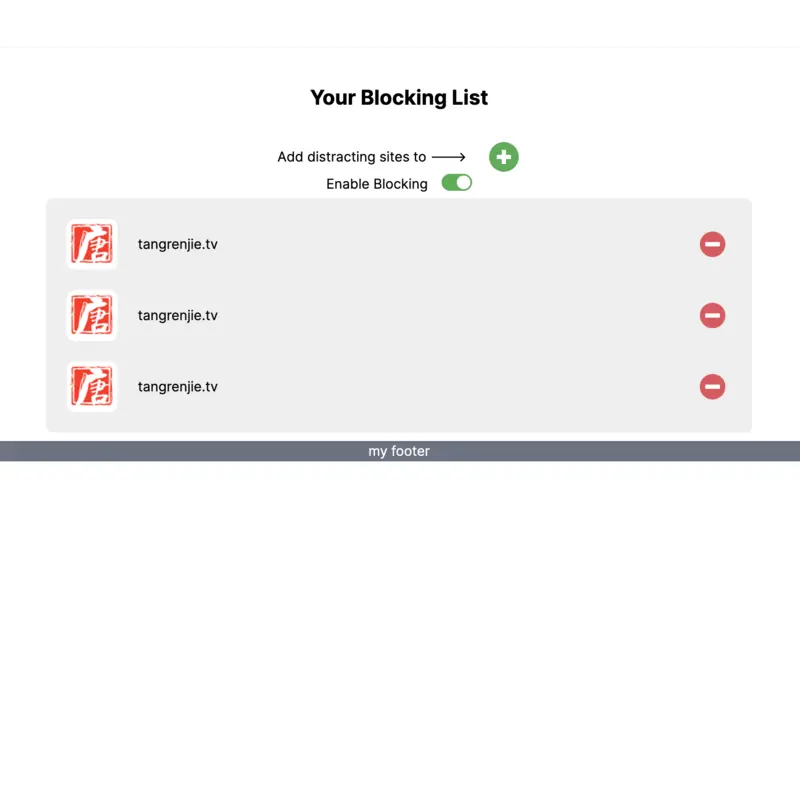 Your Blocking List
Add distracting sites to ⟶
Enable Blocking
唐 tangrenjie.tv
唐 tangrenjie.tv
唐 tangrenjie.tv
my footer